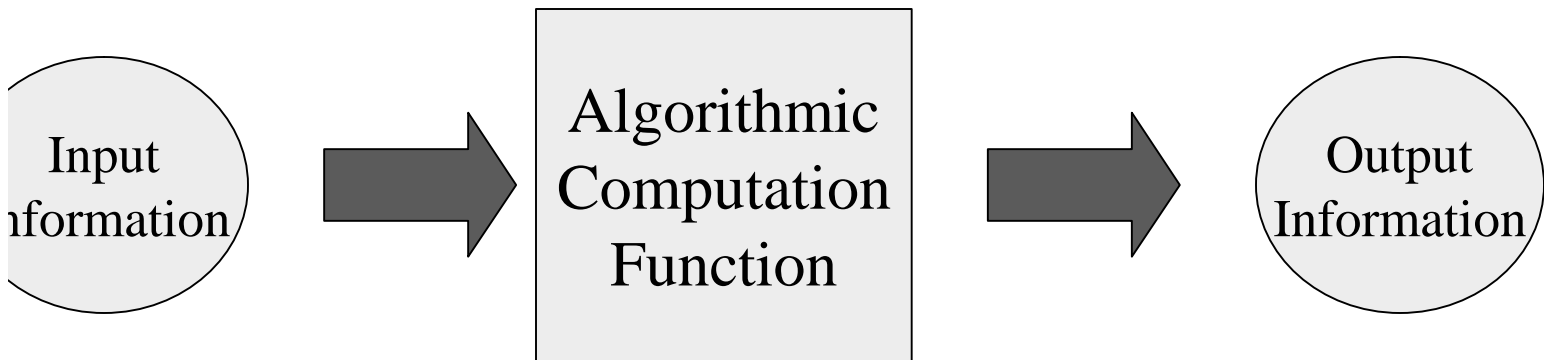 Input
nformation
Algorithmic
Computation
Function
Output
Information